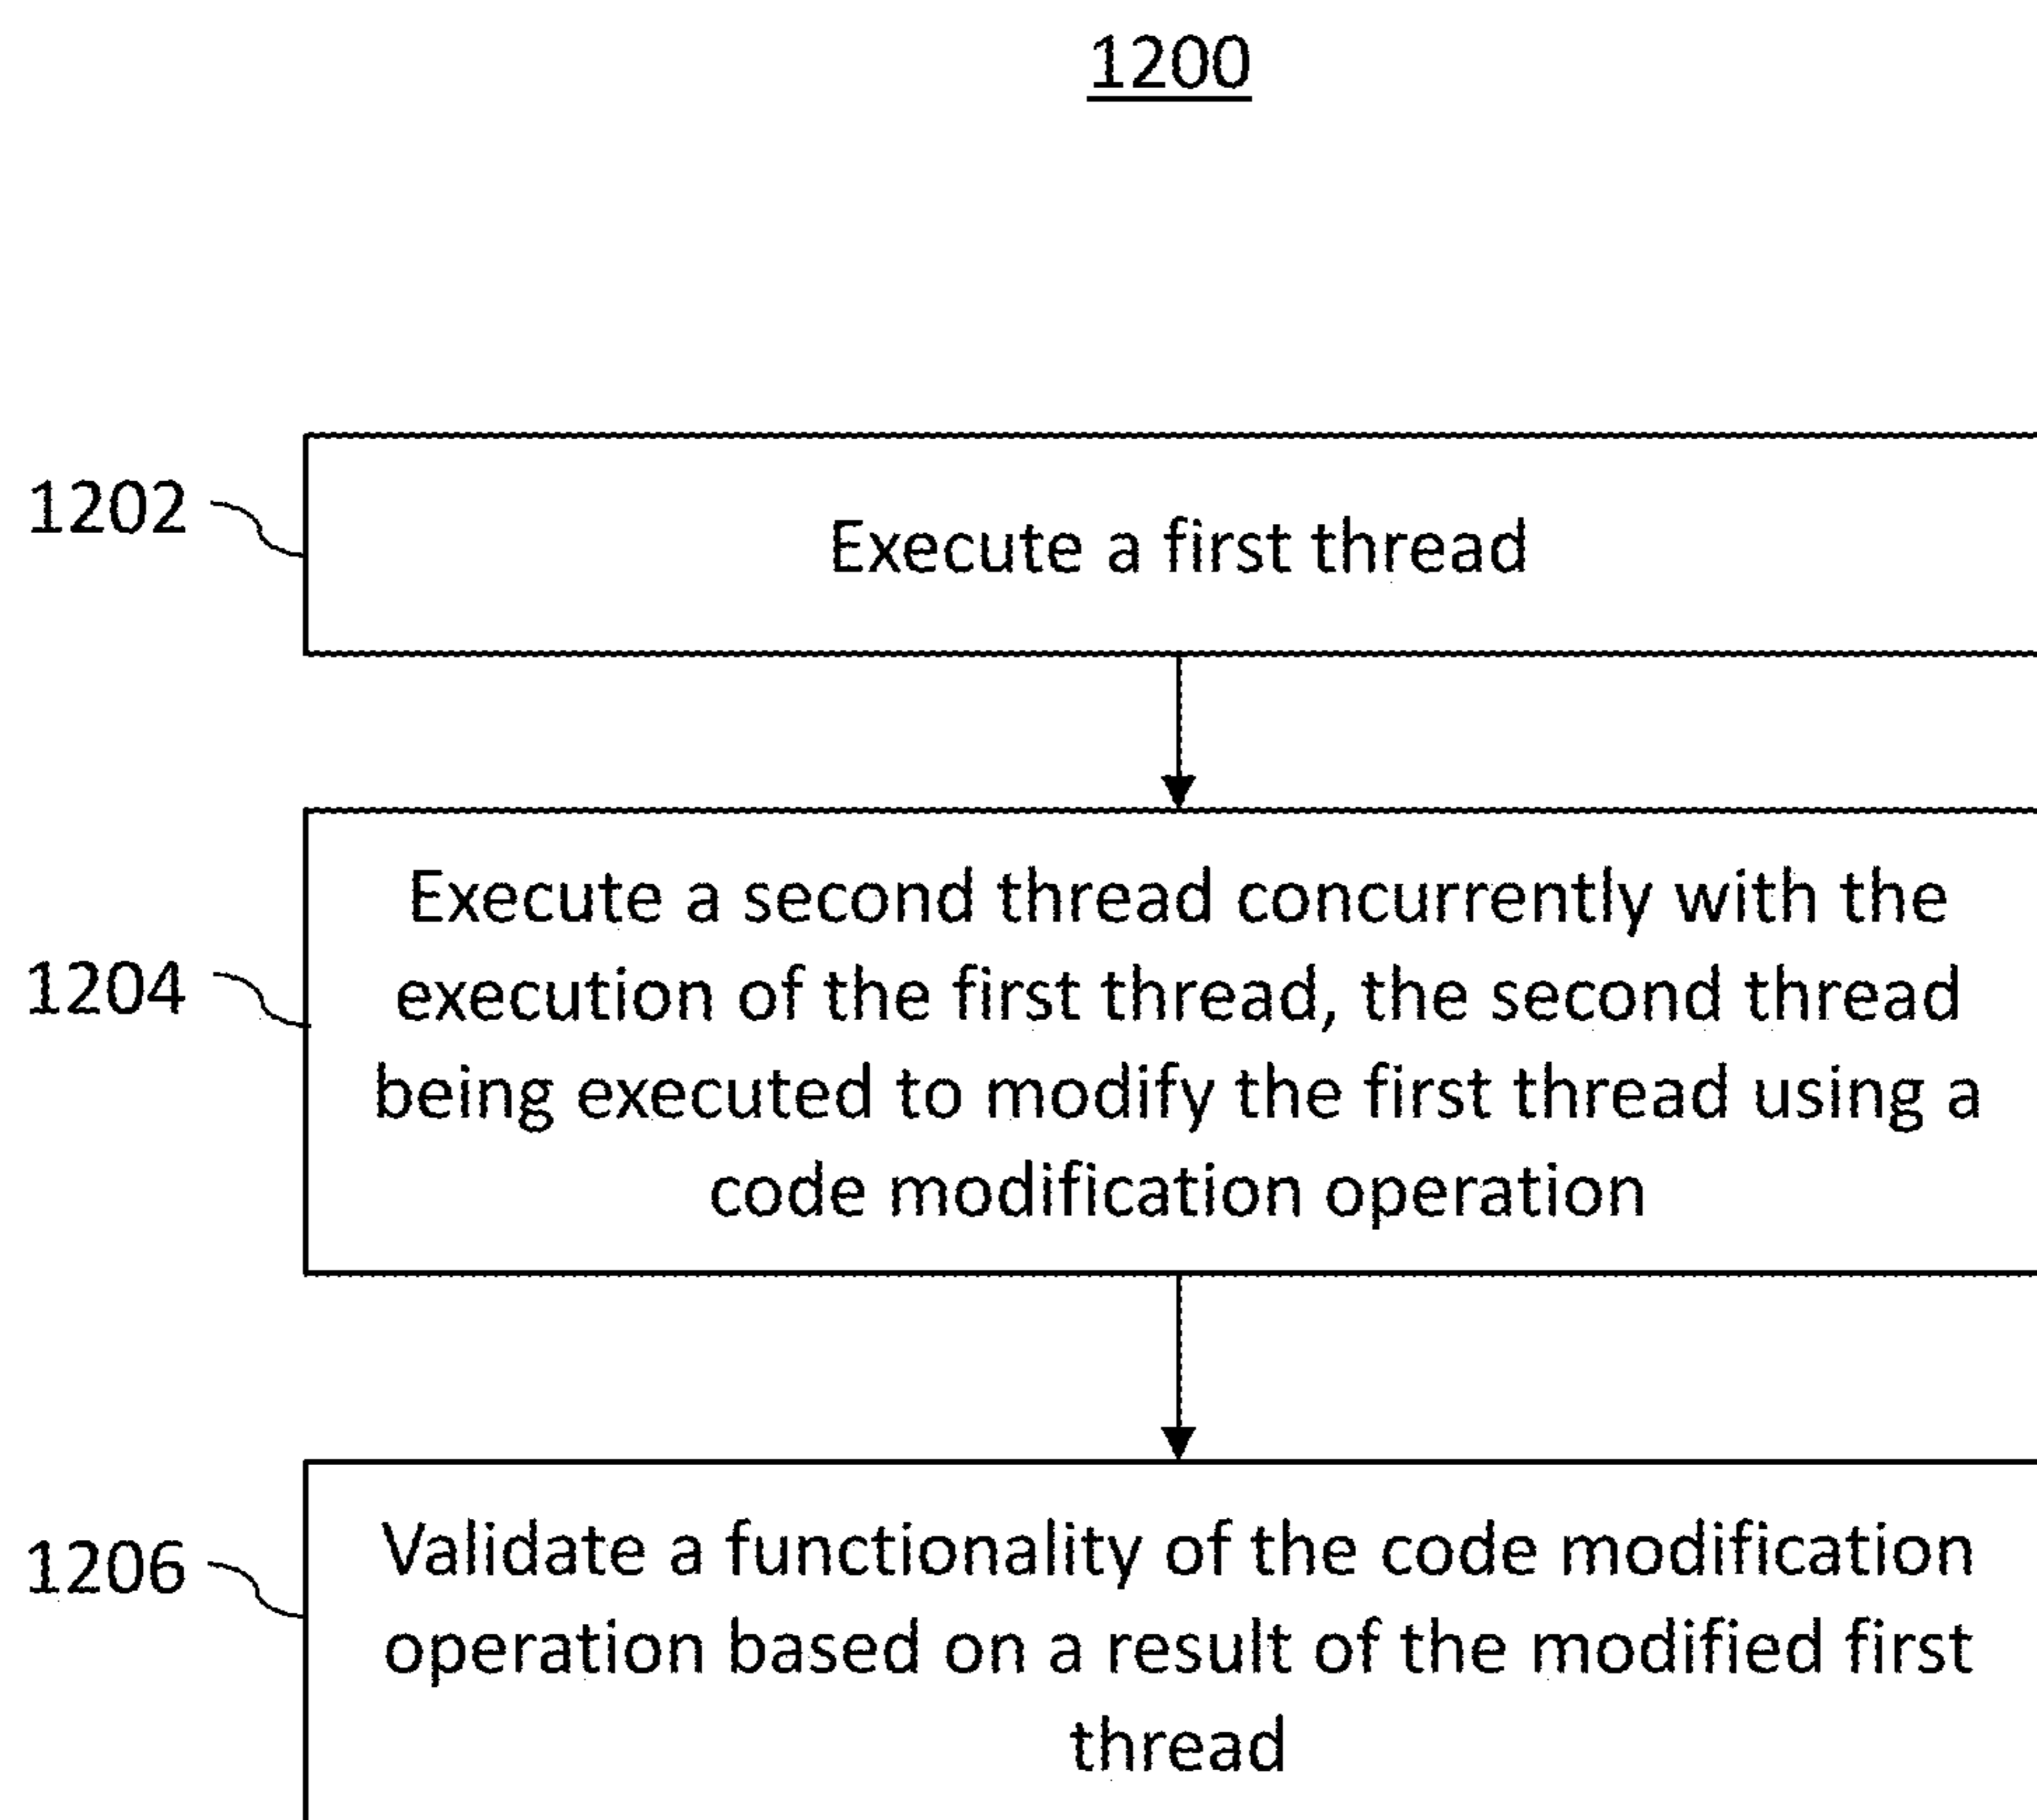 1200
1202
Execute a first thread
1204
Execute a second thread concurrently with the
execution of the first thread, the second thread
being executed to modify the first thread using a
code modification operation
1206
Validate a functionality of the code modification
operation based on a result of the modified first
thread